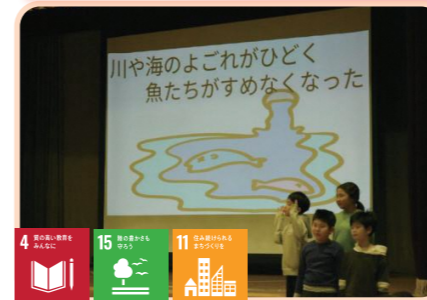 川や海のよごれがひどく
魚たちがすめなくなった
4 質の高い教育を
みんなに
15 陸の豊かさも
守ろう
11 住み続けられる
まちづくりを